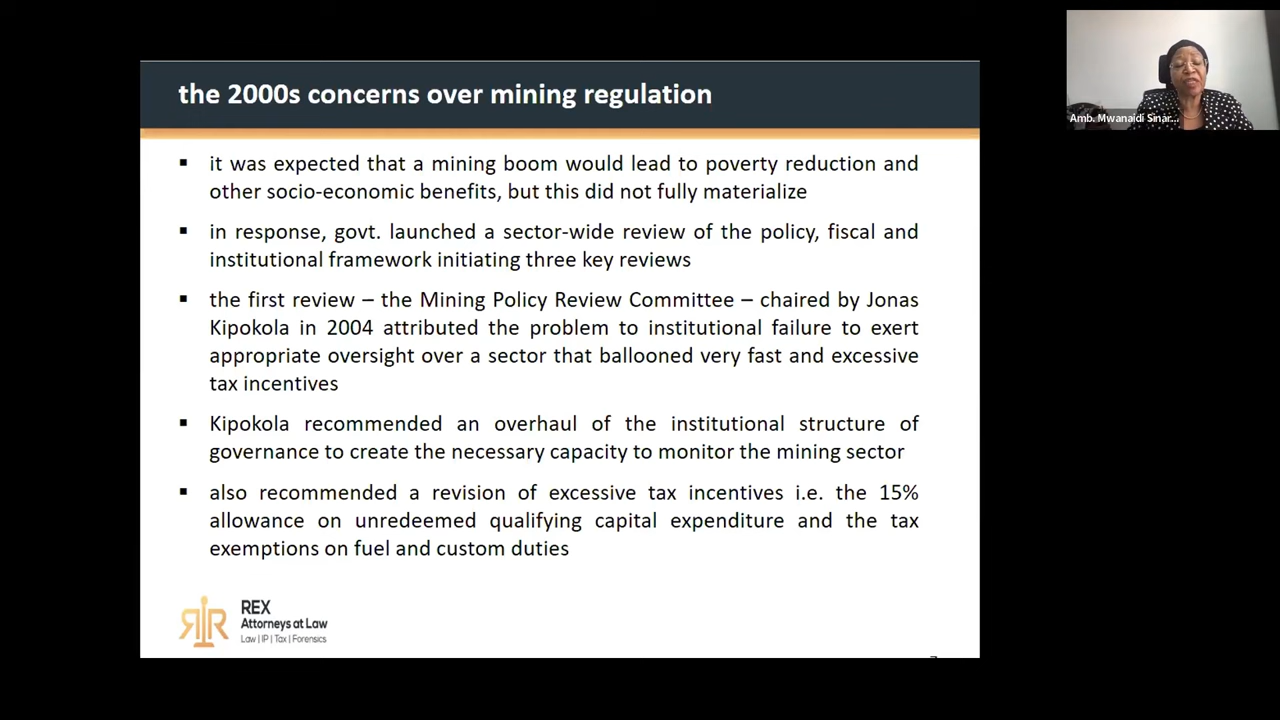 the 2000s concerns over mining regulation
Amb. Mwanaidi Sinar...
▪ it was expected that a mining boom would lead to poverty reduction and
other socio-economic benefits, but this did not fully materialize
▪ in response, govt. launched a sector-wide review of the policy, fiscal and
institutional framework initiating three key reviews
▪ the first review – the Mining Policy Review Committee – chaired by Jonas
Kipokola in 2004 attributed the problem to institutional failure to exert
appropriate oversight over a sector that ballooned very fast and excessive
tax incentives
▪ Kipokola recommended an overhaul of the institutional structure of
governance to create the necessary capacity to monitor the mining sector
▪ also recommended a revision of excessive tax incentives i.e. the 15%
allowance on unredeemed qualifying capital expenditure and the tax
exemptions on fuel and custom duties
REX
Attorneys at Law
Law | IP | Tax | Forensics